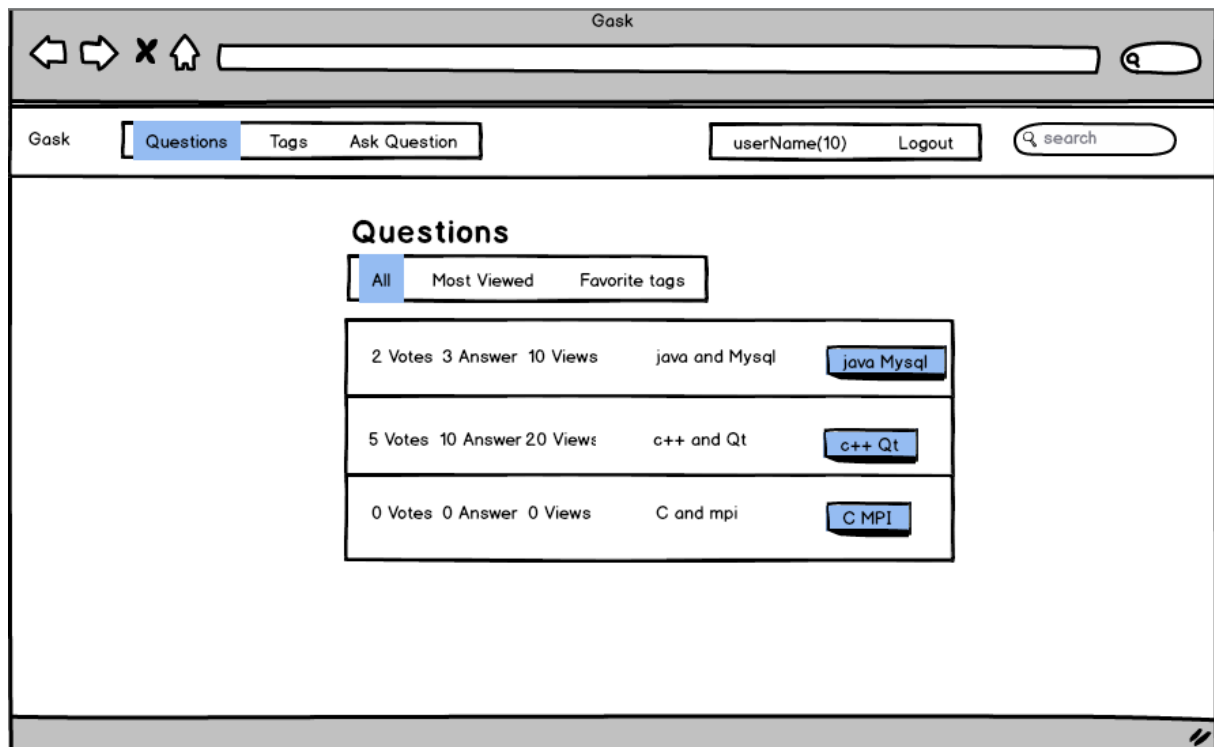 Gask
Gask Questions Tags Ask Question userName(10) Logout search
Questions
All Most Viewed Favorite tags
2 Votes 3 Answer 10 Views java and Mysql java Mysql
5 Votes 10 Answer 20 Views c++ and Qt c++ Qt
0 Votes 0 Answer 0 Views C and mpi C MPI